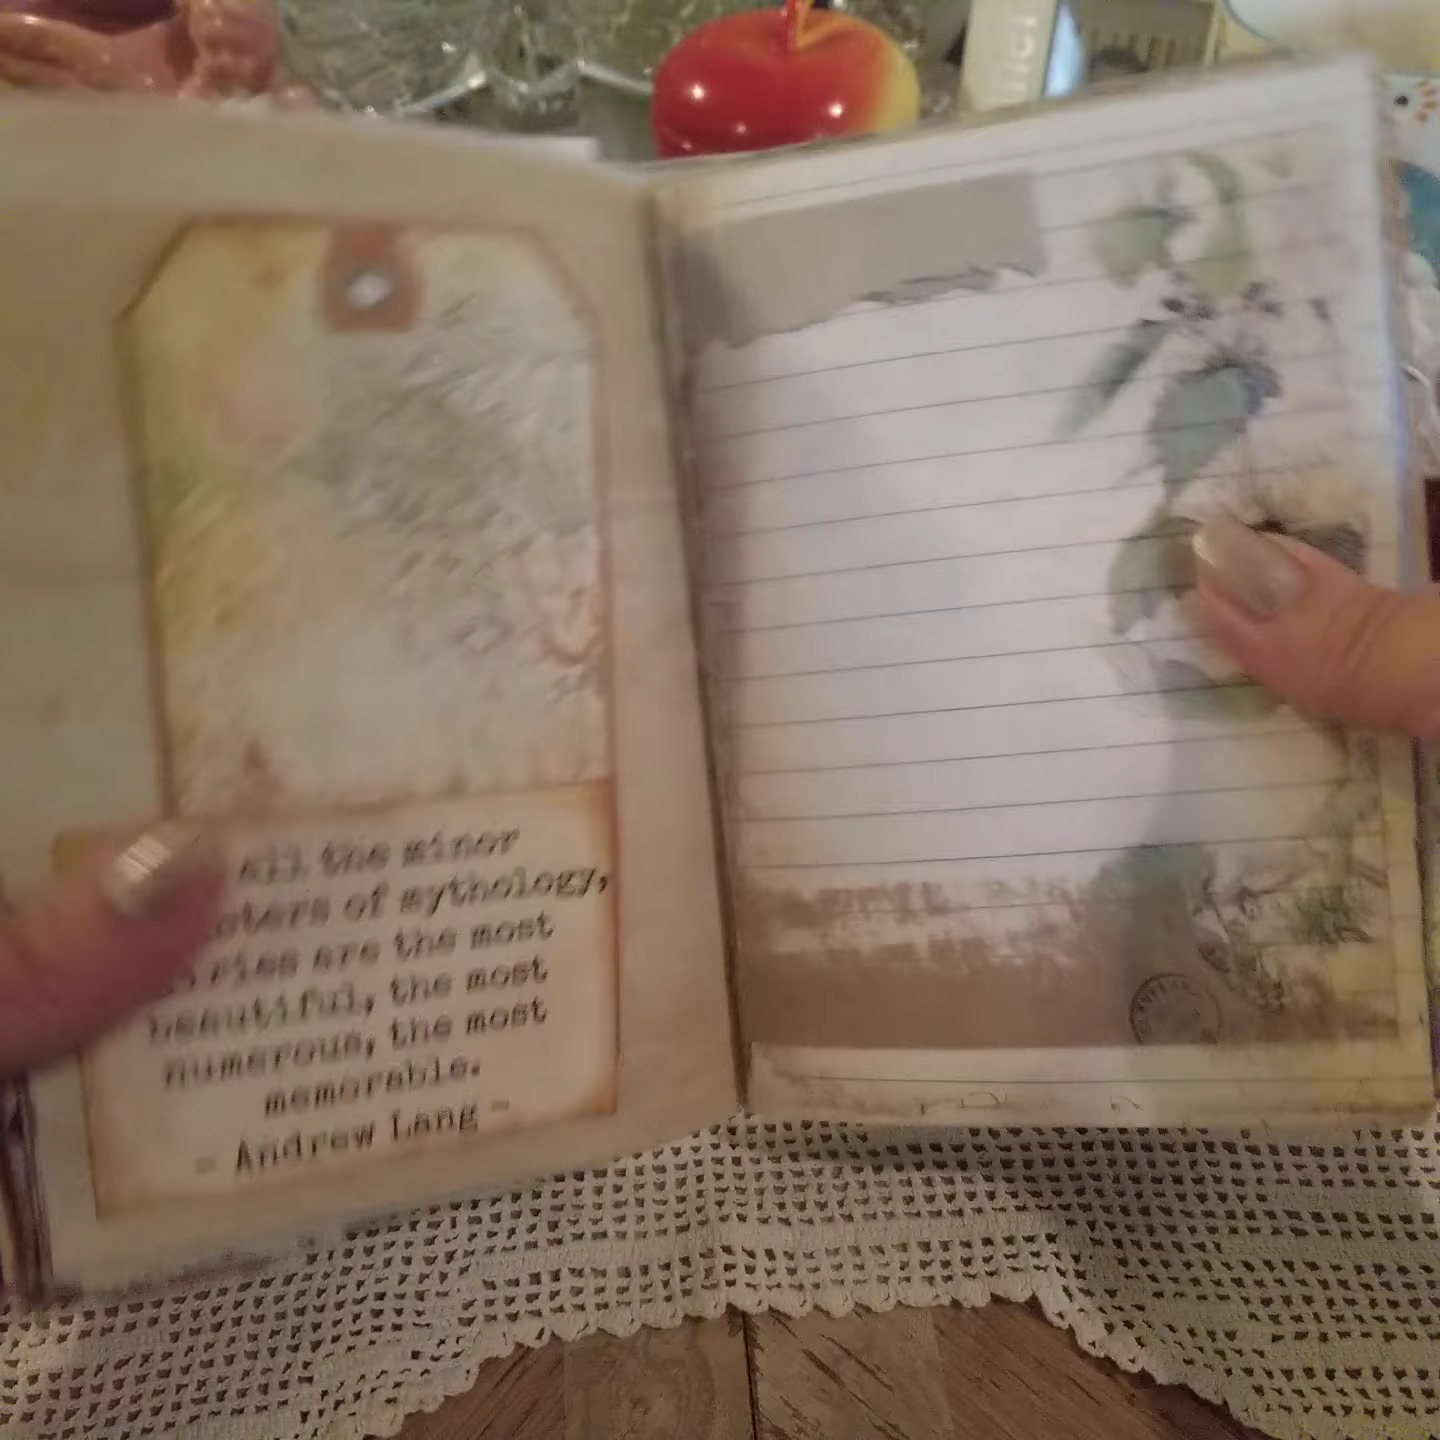 all the minor
of mythology,
are the most
beautiful, the most
numerous, the most
memorable.
- Andrew Lang -